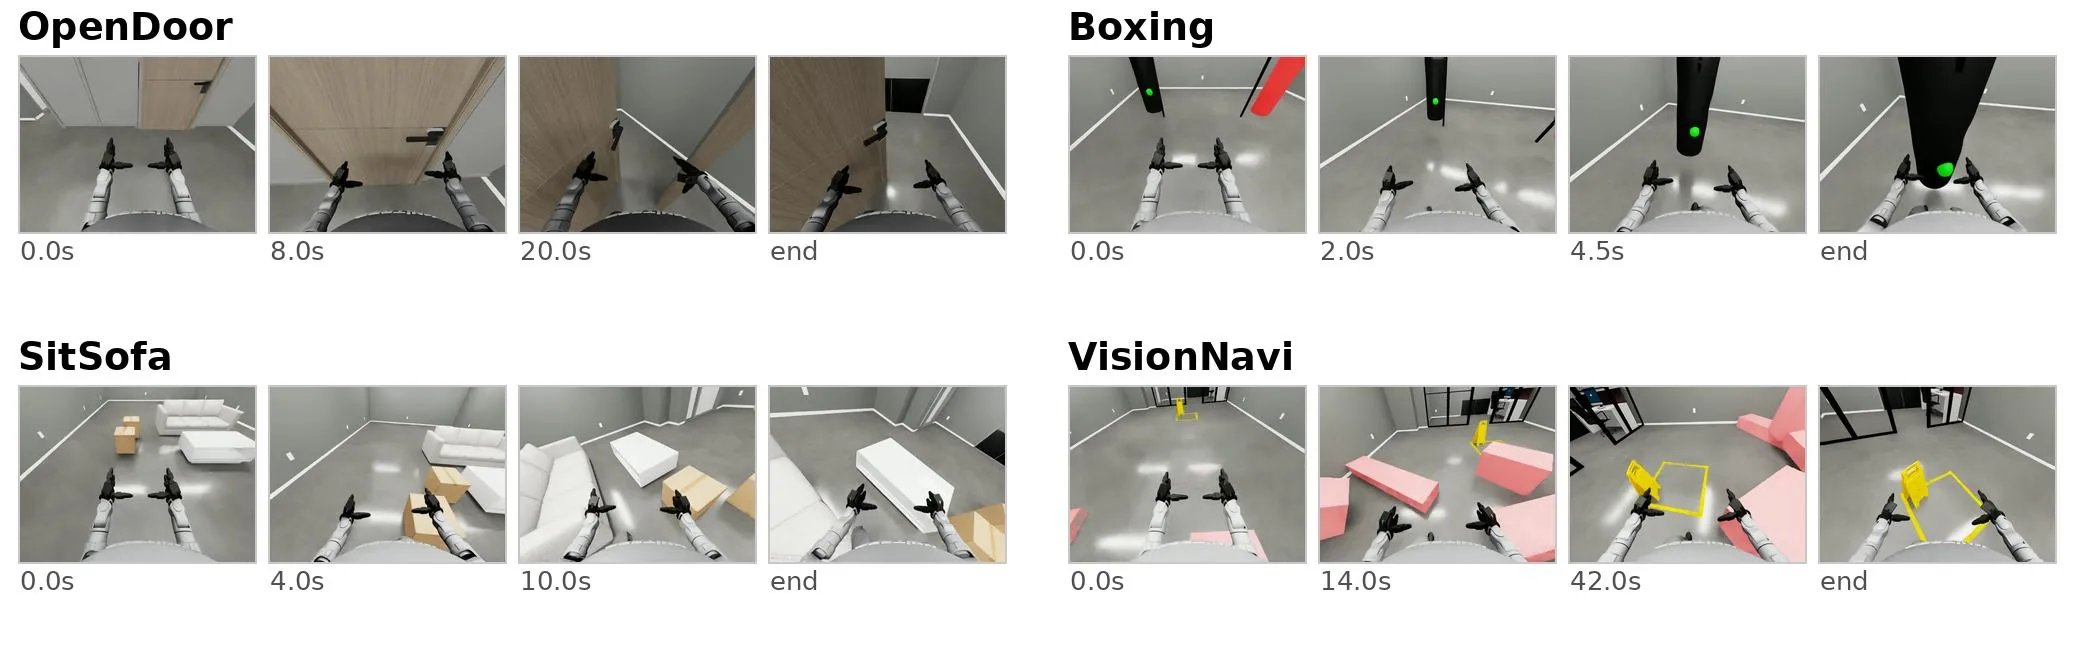 OpenDoor
0.0s 8.0s 20.0s end
Boxing
0.0s 2.0s 4.5s end
SitSofa
0.0s 4.0s 10.0s end
VisionNavi
0.0s 14.0s 42.0s end